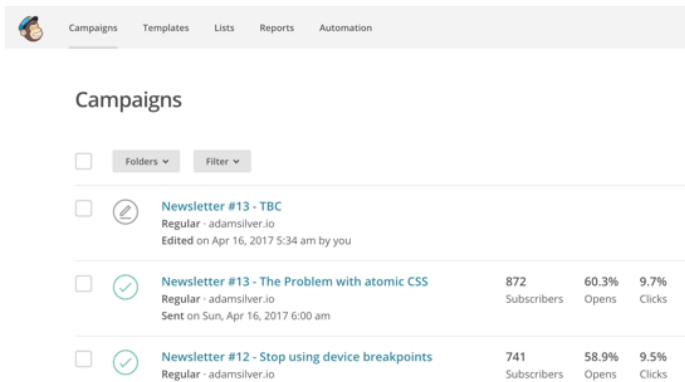 Campaigns Templates Lists Reports Automation
Campaigns
Folders Filter
Newsletter #13 - TBC
Regular · adamsilver.io
Edited on Apr 16, 2017 5:34 am by you
Newsletter #13 - The Problem with atomic CSS 872 60.3% 9.7%
Regular · adamsilver.io Subscribers Opens Clicks
Sent on Sun, Apr 16, 2017 6:00 am
Newsletter #12 - Stop using device breakpoints 741 58.9% 9.5%
Regular · adamsilver.io Subscribers Opens Clicks